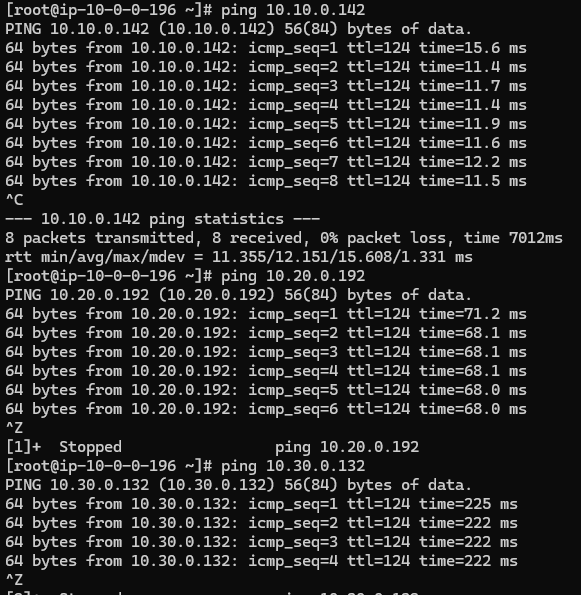 [root@ip-10-0-0-196 ~]# ping 10.10.0.142
PING 10.10.0.142 (10.10.0.142) 56(84) bytes of data.
64 bytes from 10.10.0.142: icmp_seq=1 ttl=124 time=15.6 ms
64 bytes from 10.10.0.142: icmp_seq=2 ttl=124 time=11.4 ms
64 bytes from 10.10.0.142: icmp_seq=3 ttl=124 time=11.7 ms
64 bytes from 10.10.0.142: icmp_seq=4 ttl=124 time=11.4 ms
64 bytes from 10.10.0.142: icmp_seq=5 ttl=124 time=11.9 ms
64 bytes from 10.10.0.142: icmp_seq=6 ttl=124 time=11.6 ms
64 bytes from 10.10.0.142: icmp_seq=7 ttl=124 time=12.2 ms
64 bytes from 10.10.0.142: icmp_seq=8 ttl=124 time=11.5 ms
^C
--- 10.10.0.142 ping statistics ---
8 packets transmitted, 8 received, 0% packet loss, time 7012ms
rtt min/avg/max/mdev = 11.355/12.151/15.608/1.331 ms
[root@ip-10-0-0-196 ~]# ping 10.20.0.192
PING 10.20.0.192 (10.20.0.192) 56(84) bytes of data.
64 bytes from 10.20.0.192: icmp_seq=1 ttl=124 time=71.2 ms
64 bytes from 10.20.0.192: icmp_seq=2 ttl=124 time=68.1 ms
64 bytes from 10.20.0.192: icmp_seq=3 ttl=124 time=68.1 ms
64 bytes from 10.20.0.192: icmp_seq=4 ttl=124 time=68.1 ms
64 bytes from 10.20.0.192: icmp_seq=5 ttl=124 time=68.0 ms
64 bytes from 10.20.0.192: icmp_seq=6 ttl=124 time=68.0 ms
^Z
[1]+  Stopped                 ping 10.20.0.192
[root@ip-10-0-0-196 ~]# ping 10.30.0.132
PING 10.30.0.132 (10.30.0.132) 56(84) bytes of data.
64 bytes from 10.30.0.132: icmp_seq=1 ttl=124 time=225 ms
64 bytes from 10.30.0.132: icmp_seq=2 ttl=124 time=222 ms
64 bytes from 10.30.0.132: icmp_seq=3 ttl=124 time=222 ms
64 bytes from 10.30.0.132: icmp_seq=4 ttl=124 time=222 ms
^Z